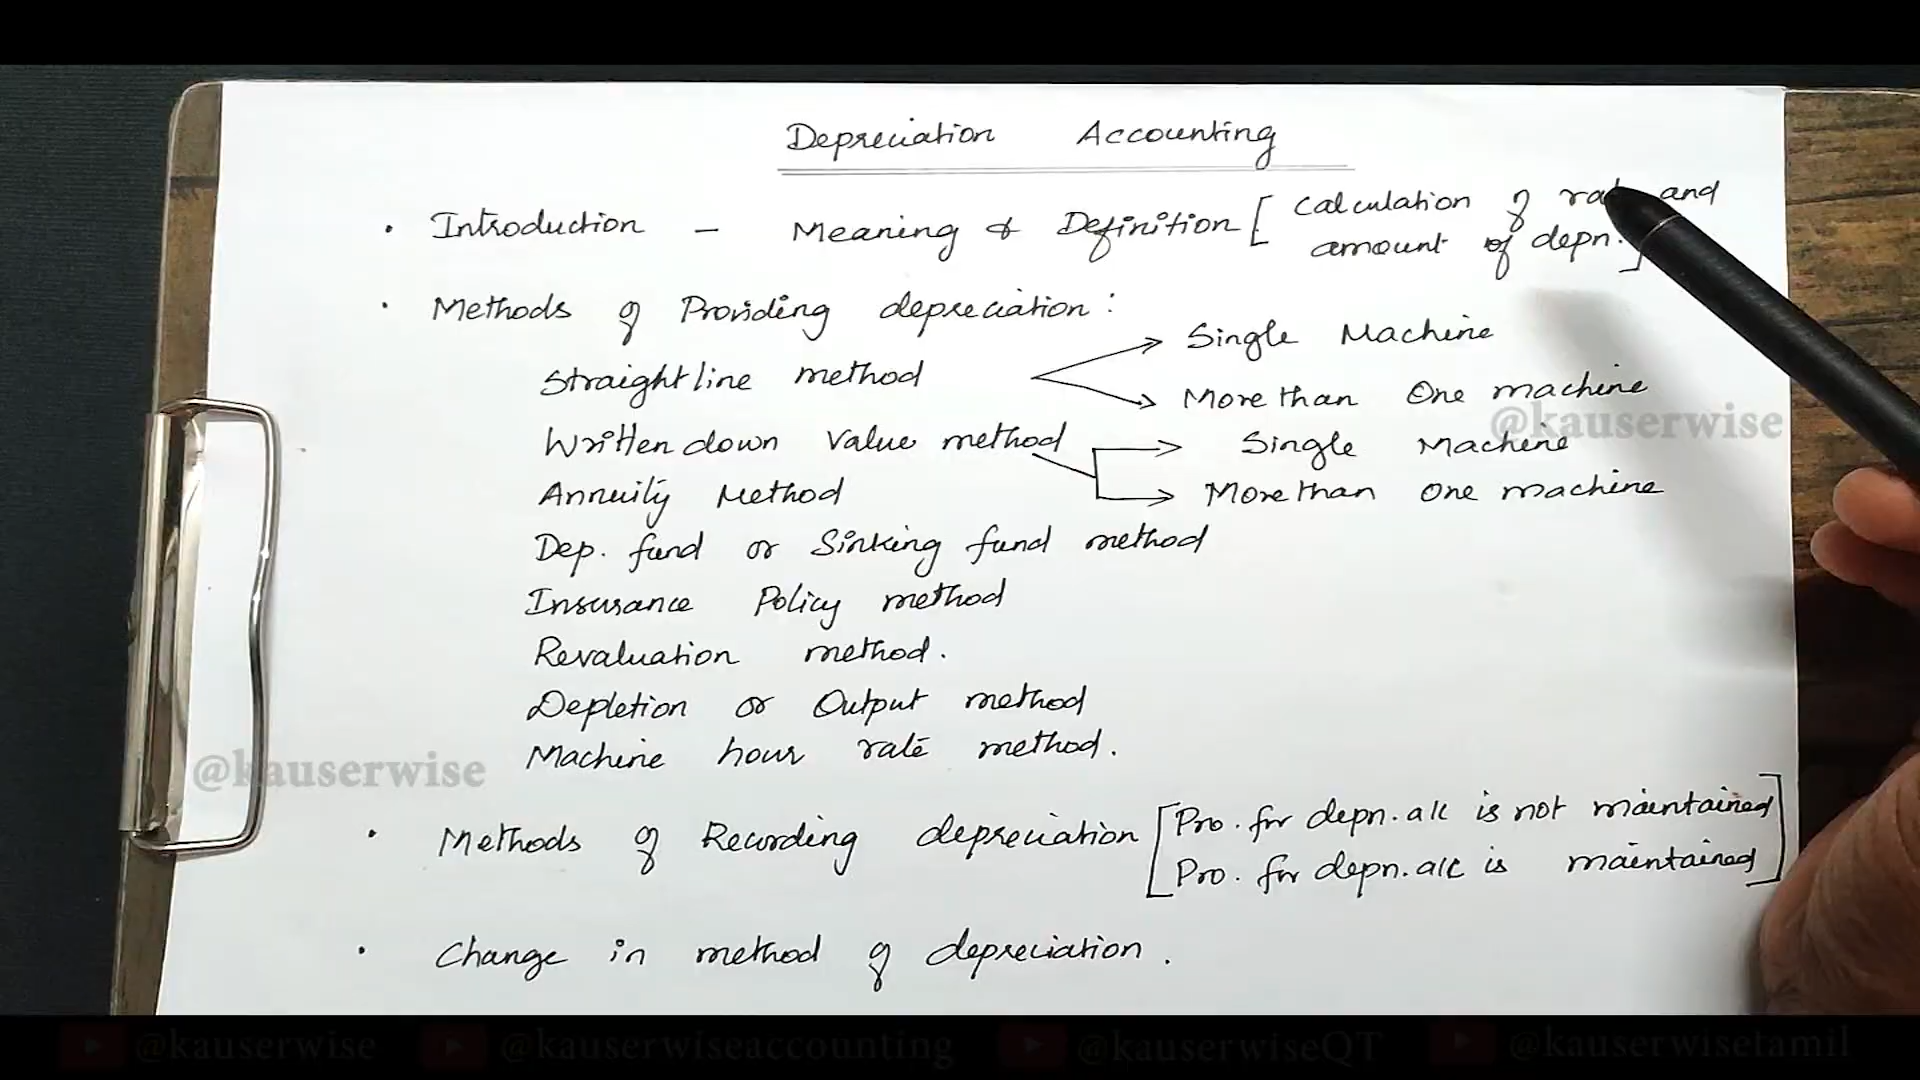 Depreciation Accounting
• Introduction – Meaning & Definition [ Calculation of and
amount of depn. ]
• Methods of Providing depreciation :
Straight line method → Single Machine
→ More than One machine
@kauserwise
Written down Value method → Single Machine
→ More than One machine
Annuity Method
Dep. fund or Sinking fund method
Insurance Policy method
Revaluation method.
Depletion or Output method
Machine hour rate method.
@kauserwise
• Methods of Recording depreciation [ Pro. for depn. a/c is not maintained
Pro. for depn. a/c is maintained ]
• Change in method of depreciation.
@kauserwise @kauserwiseaccounting @kauserwiseQT @kauserwisetamil